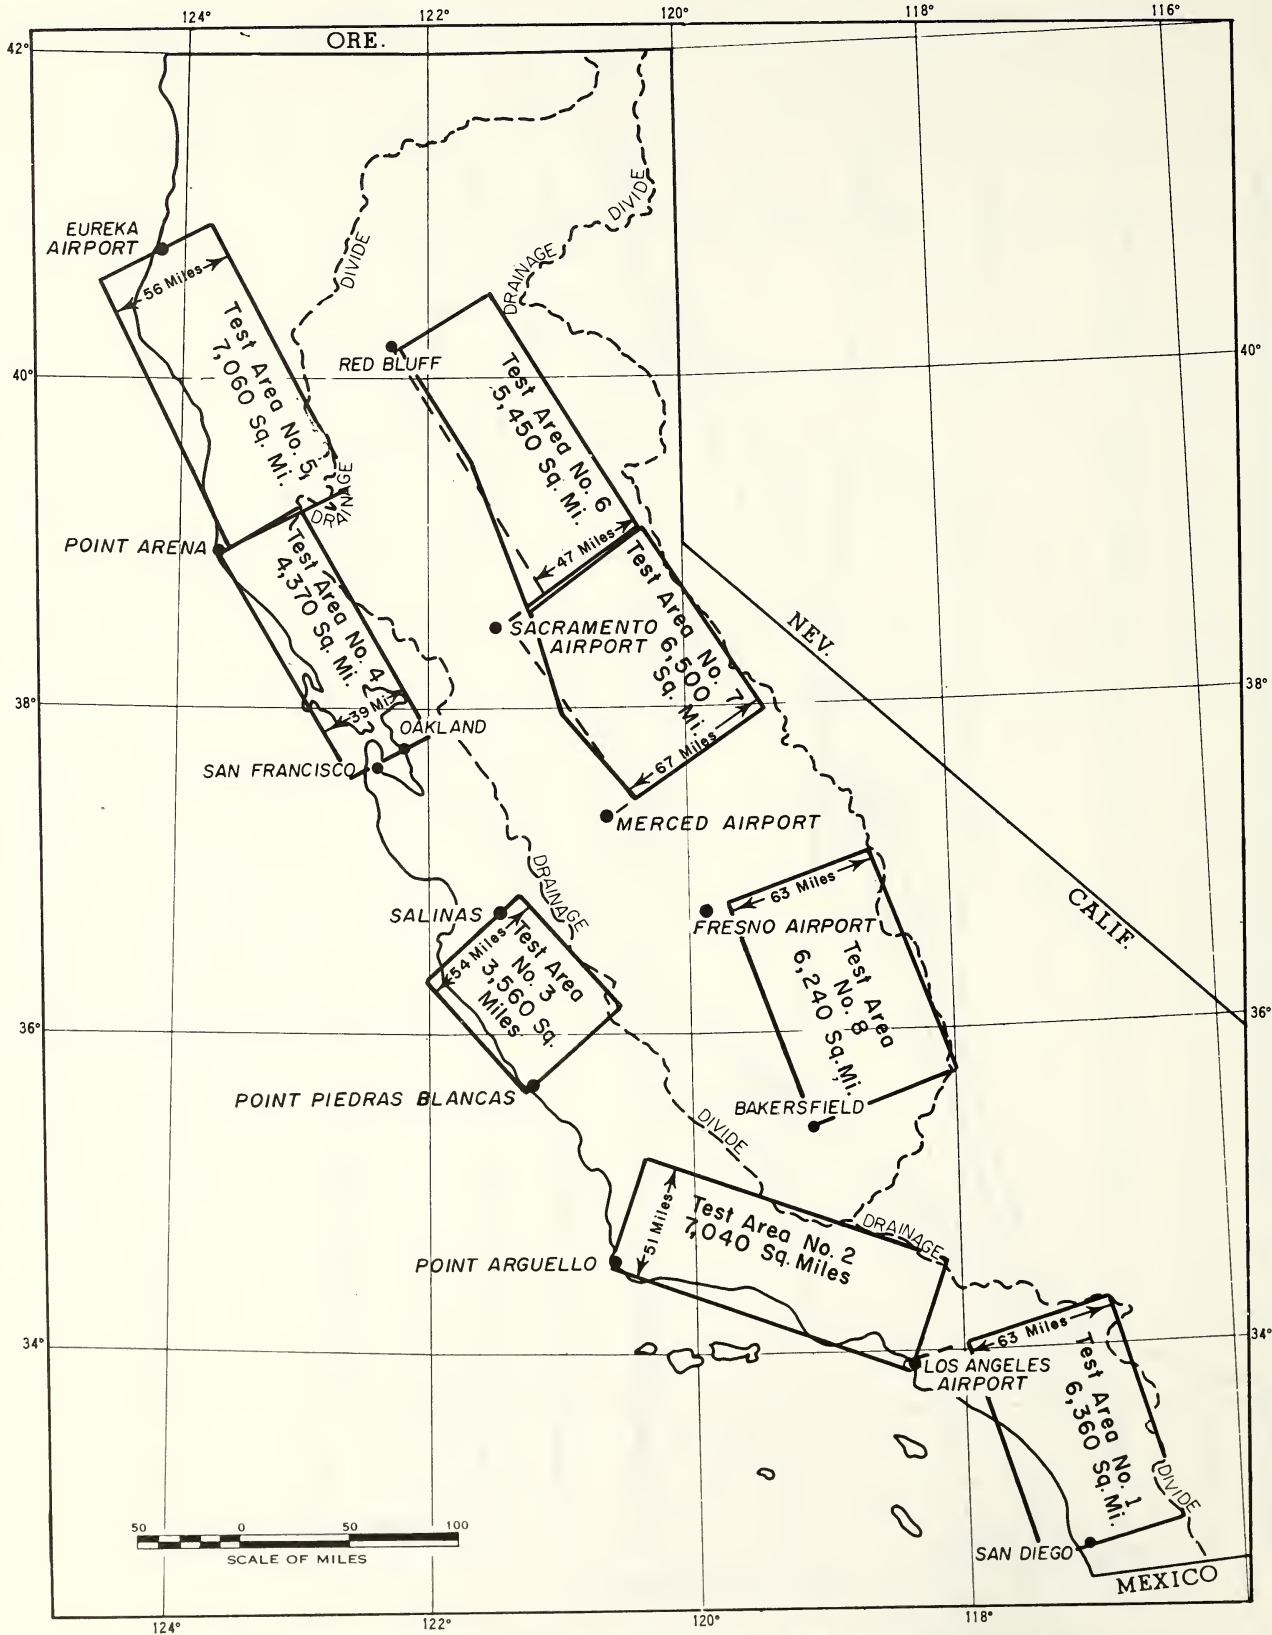 124°
122°
120°
118°
116°
42°
ORE.
EUREKA
AIRPORT
56 Miles
Test Area No. 5
7,060 Sq. Mi.
DIVIDE
DIVIDE
DRAINAGE
RED BLUFF
40°
40°
Test Area No. 6
5,450 Sq. Mi.
47 Miles
DRAINAGE
DRAINAGE
POINT ARENA
Test Area No. 4
4,370 Sq. Mi.
39 Mi.
SACRAMENTO
AIRPORT
Test Area No. 7
6,500
Sq. Mi.
67 Miles
NEV.
38°
38°
OAKLAND
SAN FRANCISCO
MERCED AIRPORT
DRAINAGE
63 Miles
CALIF.
SALINAS
FRESNO AIRPORT
54 Miles
Test Area
No. 3
3,560 Sq.
Miles
Test Area
No. 8
6,240 Sq. Mi.
36°
36°
POINT PIEDRAS BLANCAS
BAKERSFIELD
DIVIDE
51 Miles
Test Area No. 2
7,040 Sq. Miles
DRAINAGE
POINT ARGUELLO
34°
34°
63 Miles
LOS ANGELES
AIRPORT
Test Area No. 1
6,360 Sq. Mi.
DIVIDE
50 0 50 100
SCALE OF MILES
SAN DIEGO
MEXICO
124°
122°
120°
118°